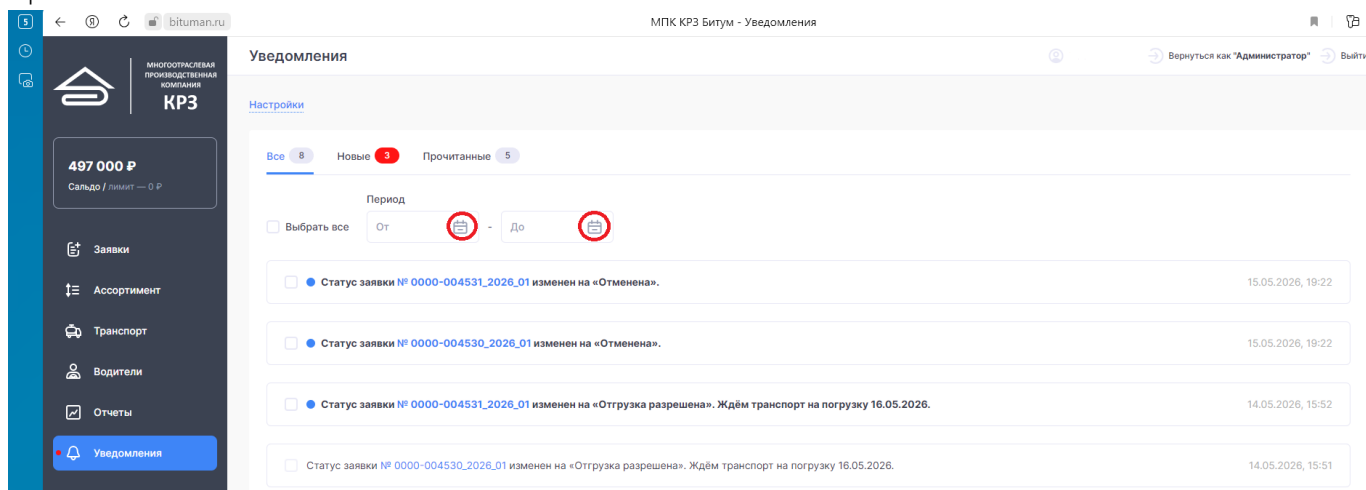 5
bituman.ru
МПК КРЗ Битум - Уведомления
МНОГООТРАСЛЕВАЯ
ПРОИЗВОДСТВЕННАЯ
КОМПАНИЯ
КРЗ
Уведомления
Вернуться как "Администратор"
Выйти
Настройки
497 000 ₽
Сальдо / лимит — 0 ₽
Все 8
Новые 3
Прочитанные 5
Период
Выбрать все
От
-
До
Заявки
Ассортимент
Транспорт
Водители
Отчеты
Уведомления
Статус заявки № 0000-004531_2026_01 изменен на «Отменена».
15.05.2026, 19:22
Статус заявки № 0000-004530_2026_01 изменен на «Отменена».
15.05.2026, 19:22
Статус заявки № 0000-004531_2026_01 изменен на «Отгрузка разрешена». Ждём транспорт на погрузку 16.05.2026.
14.05.2026, 15:52
Статус заявки № 0000-004530_2026_01 изменен на «Отгрузка разрешена». Ждём транспорт на погрузку 16.05.2026.
14.05.2026, 15:51